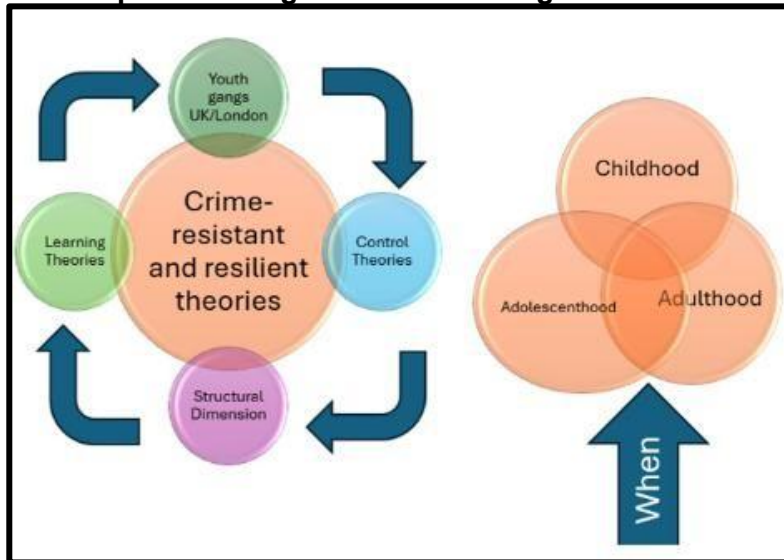 Youth
gangs
UK/London
Crime-
resistant
and resilient
theories
Learning
Theories
Control
Theories
Structural
Dimension
Childhood
Adolescenthood
Adulthood
When